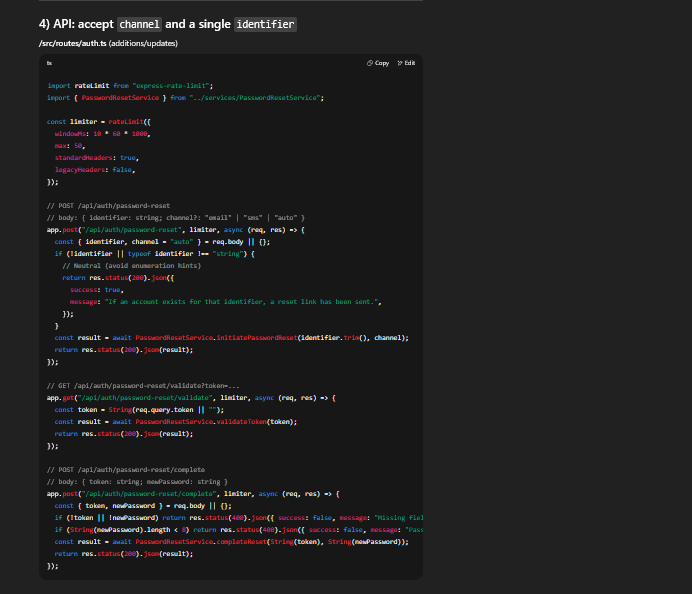 4) API: accept channel and a single identifier
/src/routes/auth.ts (additions/updates)
ts Copy Edit
import rateLimit from "express-rate-limit";
import { PasswordResetService } from "../services/PasswordResetService";
const limiter = rateLimit({
windowMs: 10 * 60 * 1000,
max: 50,
standardHeaders: true,
legacyHeaders: false,
});
// POST /api/auth/password-reset
// body: { identifier: string; channel?: "email" | "sms" | "auto" }
app.post("/api/auth/password-reset", limiter, async (req, res) => {
const { identifier, channel = "auto" } = req.body || {};
if (!identifier || typeof identifier !== "string") {
// Neutral (avoid enumeration hints)
return res.status(200).json({
success: true,
message: "If an account exists for that identifier, a reset link has been sent.",
});
}
const result = await PasswordResetService.initiatePasswordReset(identifier.trim(), channel);
return res.status(200).json(result);
});
// GET /api/auth/password-reset/validate?token=...
app.get("/api/auth/password-reset/validate", limiter, async (req, res) => {
const token = String(req.query.token || "");
const result = await PasswordResetService.validateToken(token);
return res.status(200).json(result);
});
// POST /api/auth/password-reset/complete
// body: { token: string; newPassword: string }
app.post("/api/auth/password-reset/complete", limiter, async (req, res) => {
const { token, newPassword } = req.body || {};
if (!token || !newPassword) return res.status(400).json({ success: false, message: "Missing fiel
if (String(newPassword).length < 8) return res.status(400).json({ success: false, message: "Pass
const result = await PasswordResetService.completeReset(String(token), String(newPassword));
return res.status(200).json(result);
});